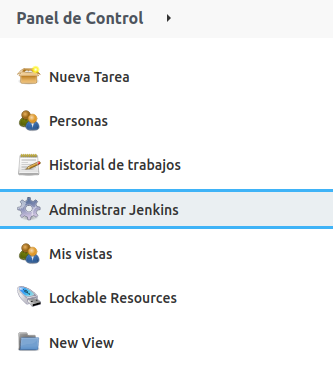 Panel de Control
Nueva Tarea
Personas
Historial de trabajos
Administrar Jenkins
Mis vistas
Lockable Resources
New View